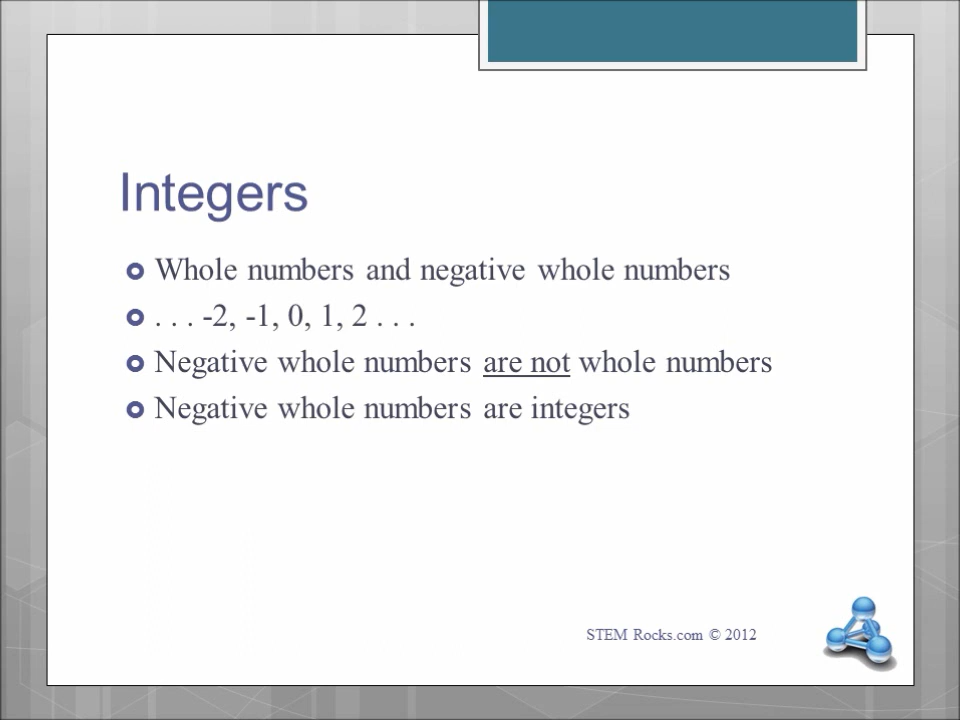 Integers
Whole numbers and negative whole numbers
. . . -2, -1, 0, 1, 2 . . .
Negative whole numbers are not whole numbers
Negative whole numbers are integers
STEM Rocks.com © 2012